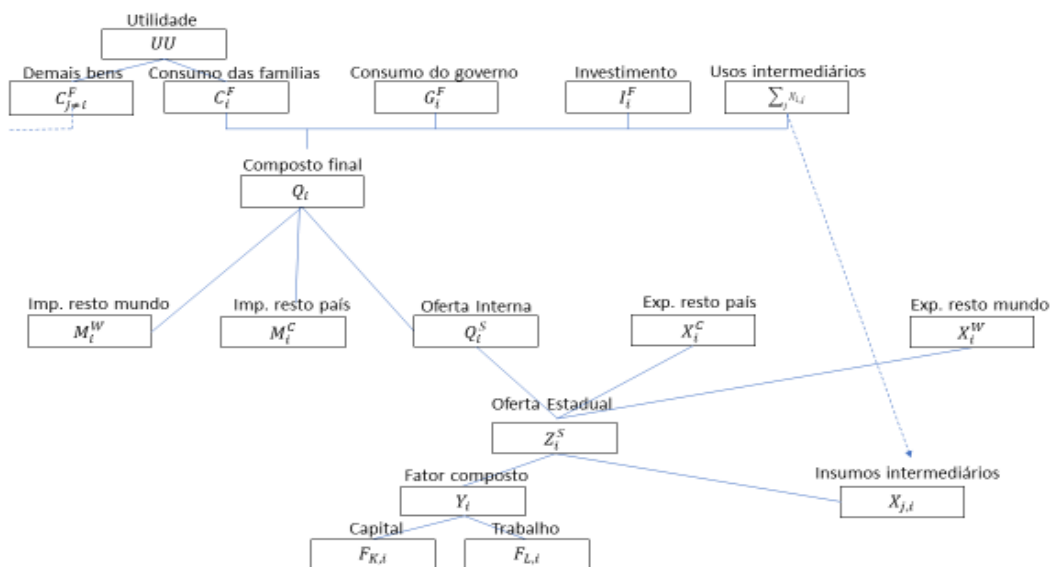 Utilidade
UU
Demais bens
Consumo das famílias
Consumo do governo
Investimento
Usos intermediários
C^F_{j≠i}
C^F_i
G^F_i
I^F_i
∑_j X_{i,j}
Composto final
Q_i
Imp. resto mundo
Imp. resto país
Oferta Interna
Exp. resto país
Exp. resto mundo
M^W_i
M^C_i
Q^S_i
X^C_i
X^W_i
Oferta Estadual
Z^S_i
Fator composto
Insumos intermediários
Y_i
X_{j,i}
Capital
Trabalho
F_{K,i}
F_{L,i}